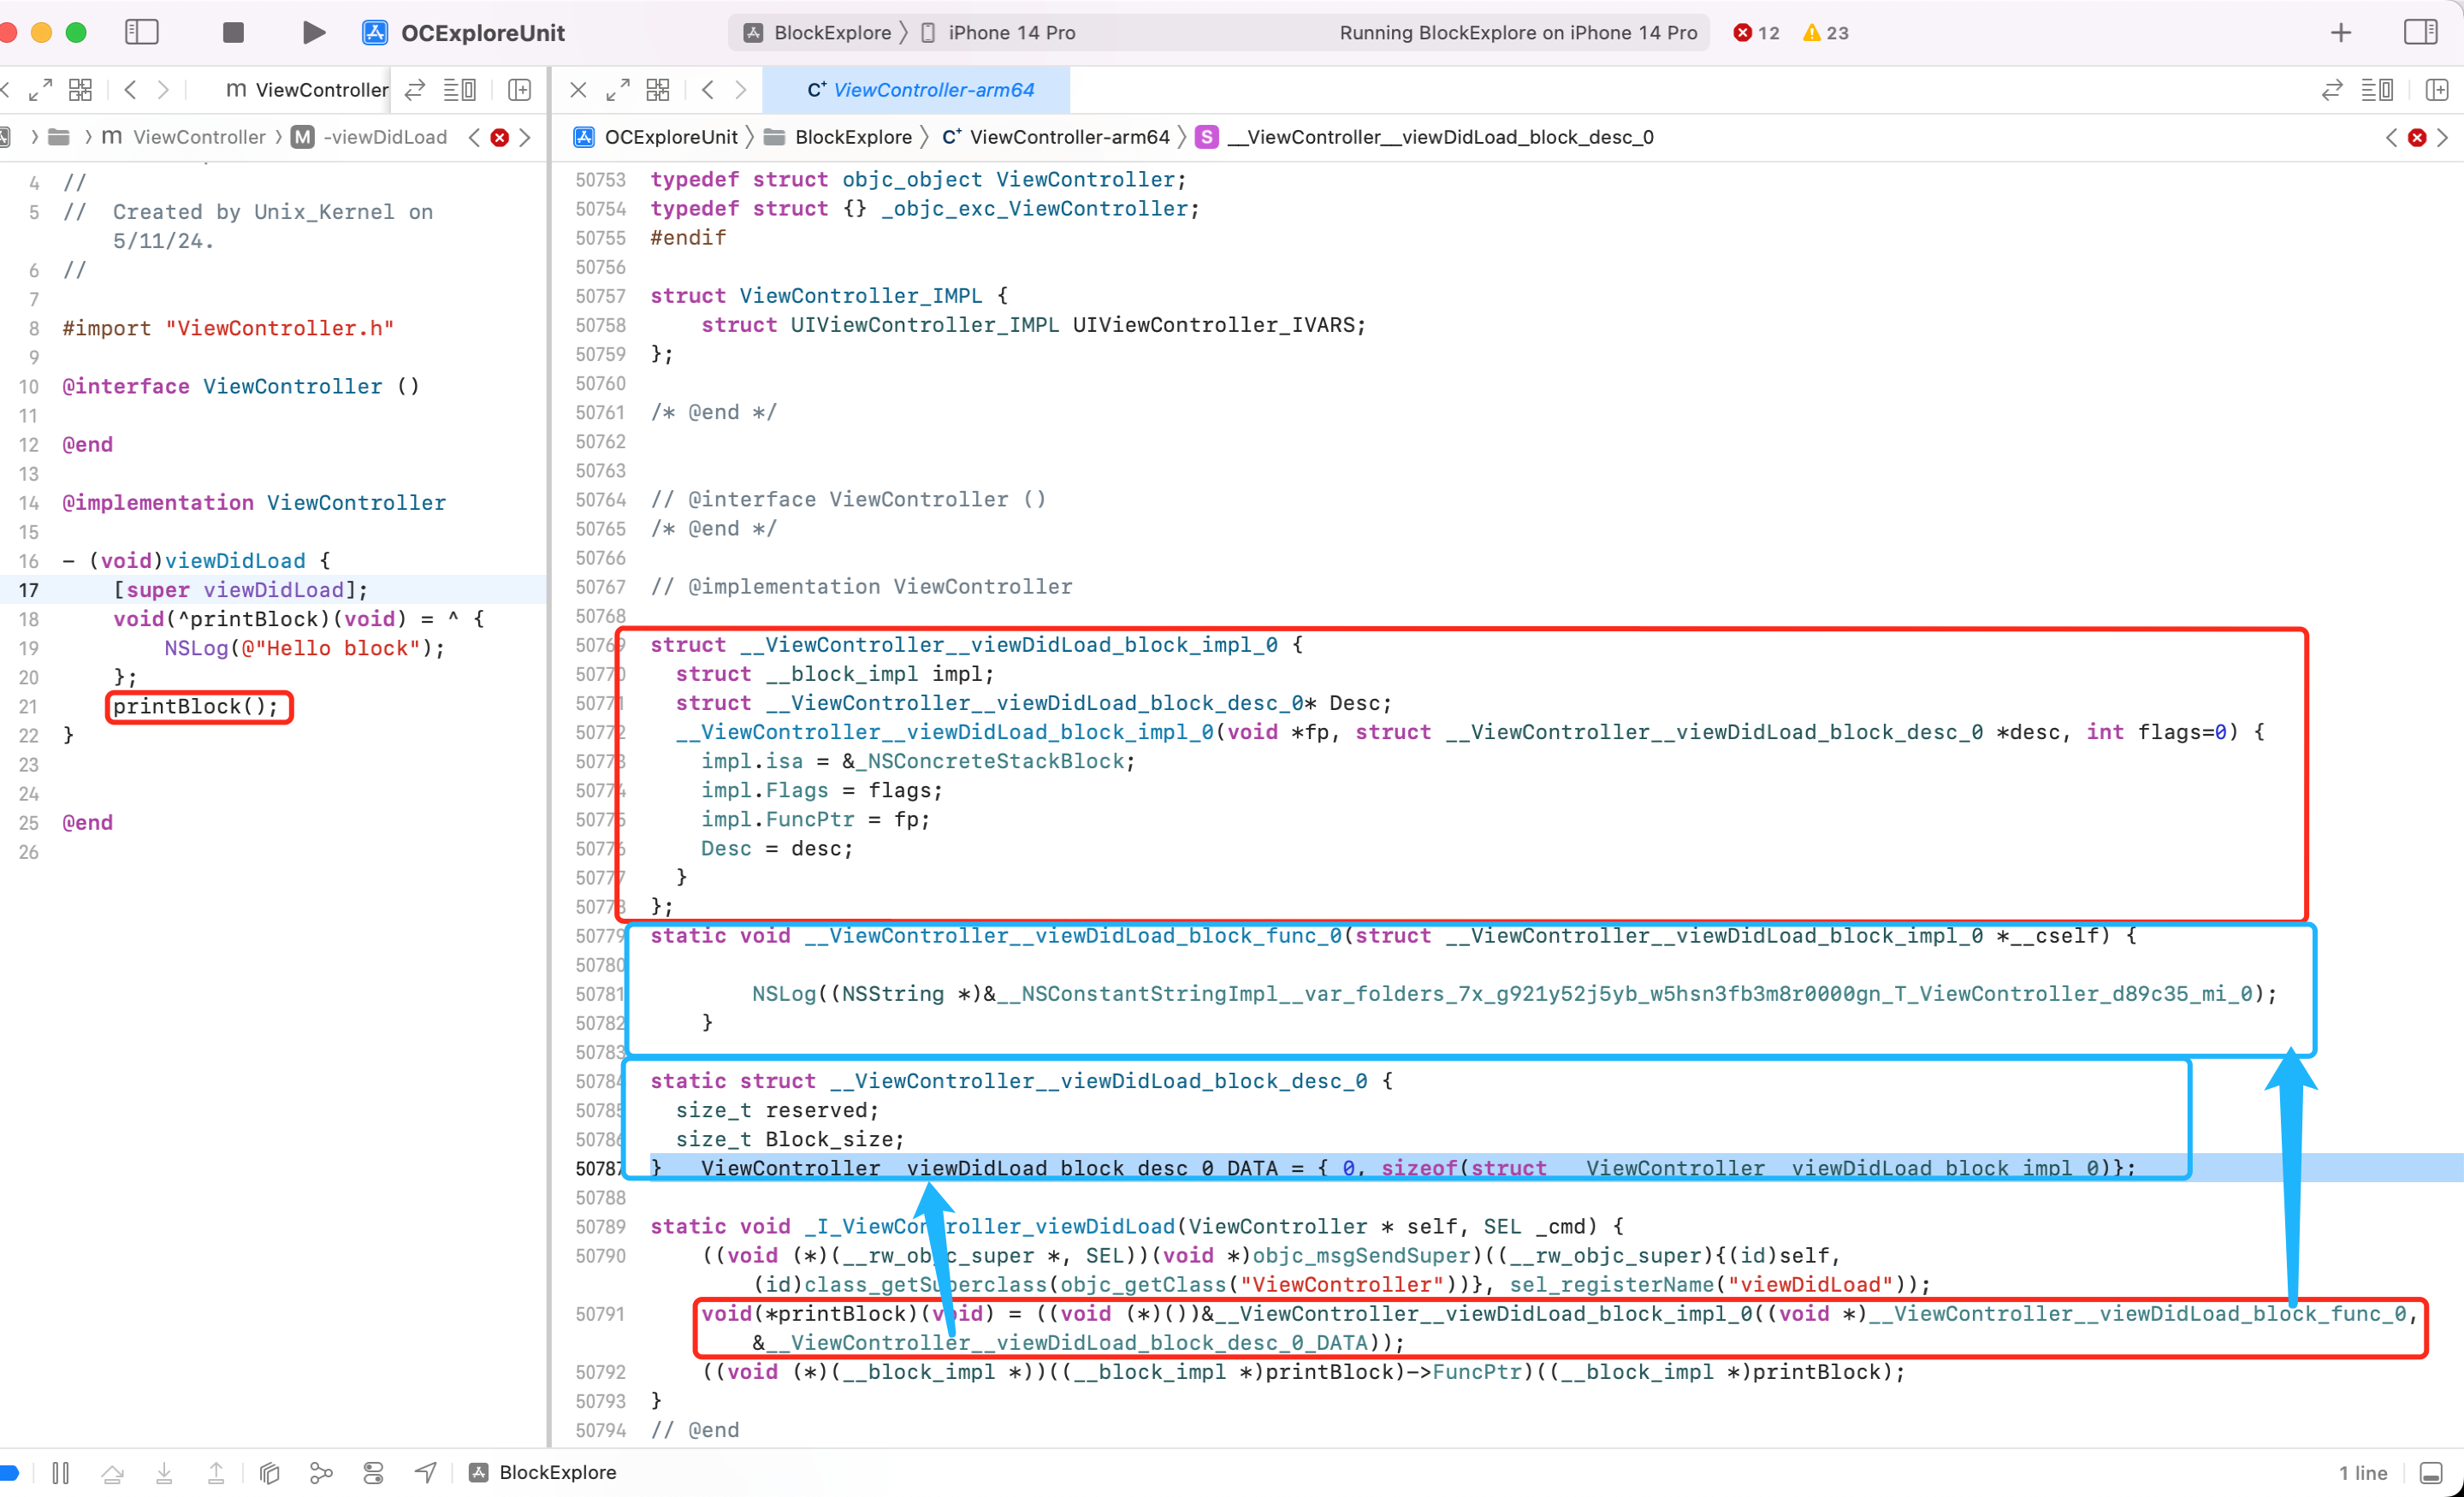 OCExploreUnit
BlockExplore 〉 iPhone 14 Pro
Running BlockExplore on iPhone 14 Pro
12
23
m ViewController
C+ ViewController-arm64
m ViewController 〉 M -viewDidLoad
OCExploreUnit 〉 BlockExplore 〉 C+ ViewController-arm64 〉 S __ViewController__viewDidLoad_block_desc_0
4 //
5 //  Created by Unix_Kernel on
5/11/24.
6 //
7
8 #import "ViewController.h"
9
10 @interface ViewController ()
11
12 @end
13
14 @implementation ViewController
15
16 - (void)viewDidLoad {
17     [super viewDidLoad];
18     void(^printBlock)(void) = ^ {
19         NSLog(@"Hello block");
20     };
21     printBlock();
22 }
23
24
25 @end
26
50753 typedef struct objc_object ViewController;
50754 typedef struct {} _objc_exc_ViewController;
50755 #endif
50756
50757 struct ViewController_IMPL {
50758     struct UIViewController_IMPL UIViewController_IVARS;
50759 };
50760
50761 /* @end */
50762
50763
50764 // @interface ViewController ()
50765 /* @end */
50766
50767 // @implementation ViewController
50768
50769 struct __ViewController__viewDidLoad_block_impl_0 {
50770   struct __block_impl impl;
50771   struct __ViewController__viewDidLoad_block_desc_0* Desc;
50772   __ViewController__viewDidLoad_block_impl_0(void *fp, struct __ViewController__viewDidLoad_block_desc_0 *desc, int flags=0) {
50773     impl.isa = &_NSConcreteStackBlock;
50774     impl.Flags = flags;
50775     impl.FuncPtr = fp;
50776     Desc = desc;
50777   }
50778 };
50779 static void __ViewController__viewDidLoad_block_func_0(struct __ViewController__viewDidLoad_block_impl_0 *__cself) {
50780
50781         NSLog((NSString *)&__NSConstantStringImpl__var_folders_7x_g921y52j5yb_w5hsn3fb3m8r0000gn_T_ViewController_d89c35_mi_0);
50782     }
50783
50784 static struct __ViewController__viewDidLoad_block_desc_0 {
50785   size_t reserved;
50786   size_t Block_size;
50787 } __ViewController__viewDidLoad_block_desc_0_DATA = { 0, sizeof(struct __ViewController__viewDidLoad_block_impl_0)};
50788
50789 static void _I_ViewController_viewDidLoad(ViewController * self, SEL _cmd) {
50790     ((void (*)(__rw_objc_super *, SEL))(void *)objc_msgSendSuper)((__rw_objc_super){(id)self,
(id)class_getSuperclass(objc_getClass("ViewController"))}, sel_registerName("viewDidLoad"));
50791     void(*printBlock)(void) = ((void (*)())&__ViewController__viewDidLoad_block_impl_0((void *)__ViewController__viewDidLoad_block_func_0,
&__ViewController__viewDidLoad_block_desc_0_DATA));
50792     ((void (*)(__block_impl *))((__block_impl *)printBlock)->FuncPtr)((__block_impl *)printBlock);
50793 }
50794 // @end
BlockExplore
1 line